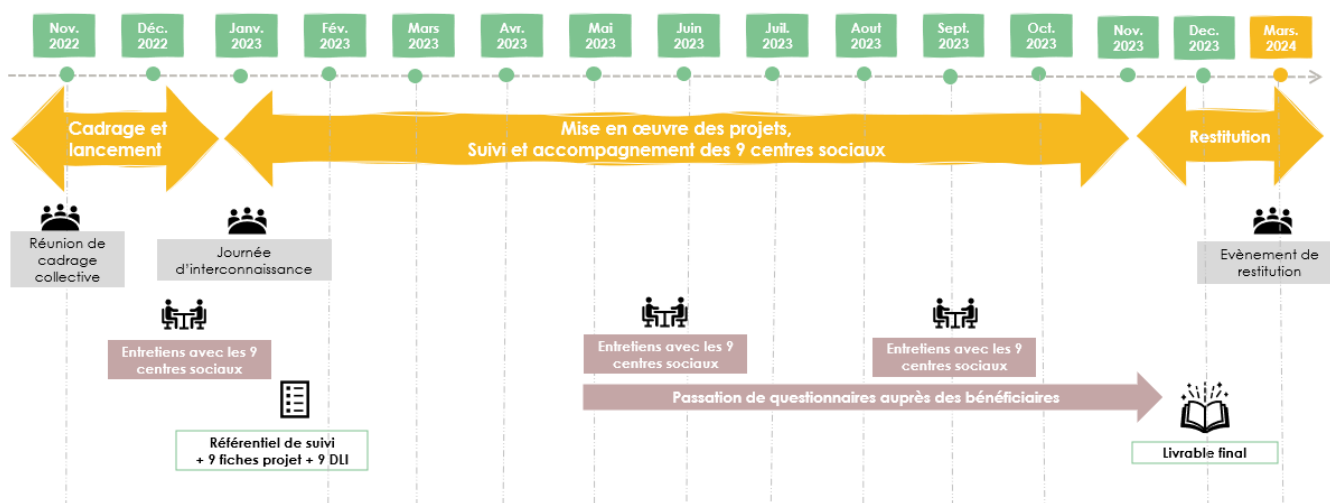 Nov.
2022
Déc.
2022
Janv.
2023
Fév.
2023
Mars
2023
Avr.
2023
Mai
2023
Juin
2023
Juil.
2023
Aout
2023
Sept.
2023
Oct.
2023
Nov.
2023
Dec.
2023
Mars.
2024
Cadrage et
lancement
Mise en œuvre des projets,
Suivi et accompagnement des 9 centres sociaux
Restitution
Réunion de
cadrage
collective
Journée
d'interconnaissance
Evènement de
restitution
Entretiens avec les 9
centres sociaux
Entretiens avec les 9
centres sociaux
Entretiens avec les 9
centres sociaux
Passation de questionnaires auprès des bénéficiaires
Référentiel de suivi
+ 9 fiches projet + 9 DLI
Livrable final